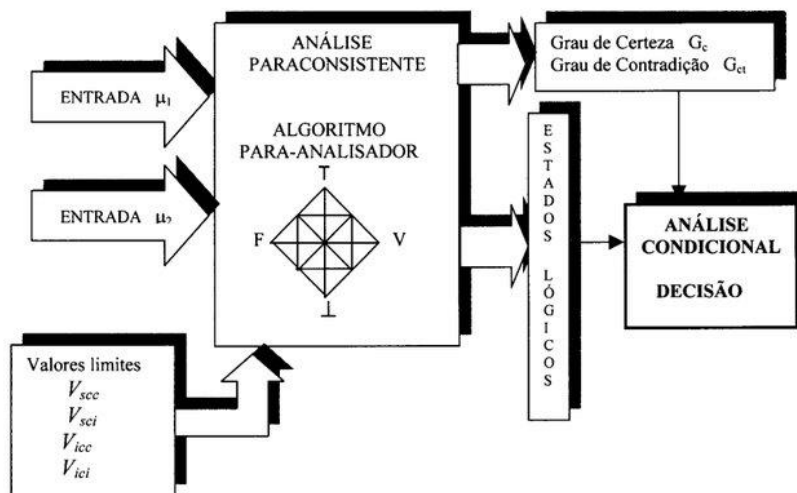 ENTRADA μ₁
ENTRADA μ₂
Valores limites
Vscc
Vsci
Vicc
Vici
ANÁLISE
PARACONSISTENTE
ALGORITMO
PARA-ANALISADOR
T
F V
⊥
Grau de Certeza Gc
Grau de Contradição Gct
ESTADOS LÓGICOS
ANÁLISE
CONDICIONAL
DECISÃO